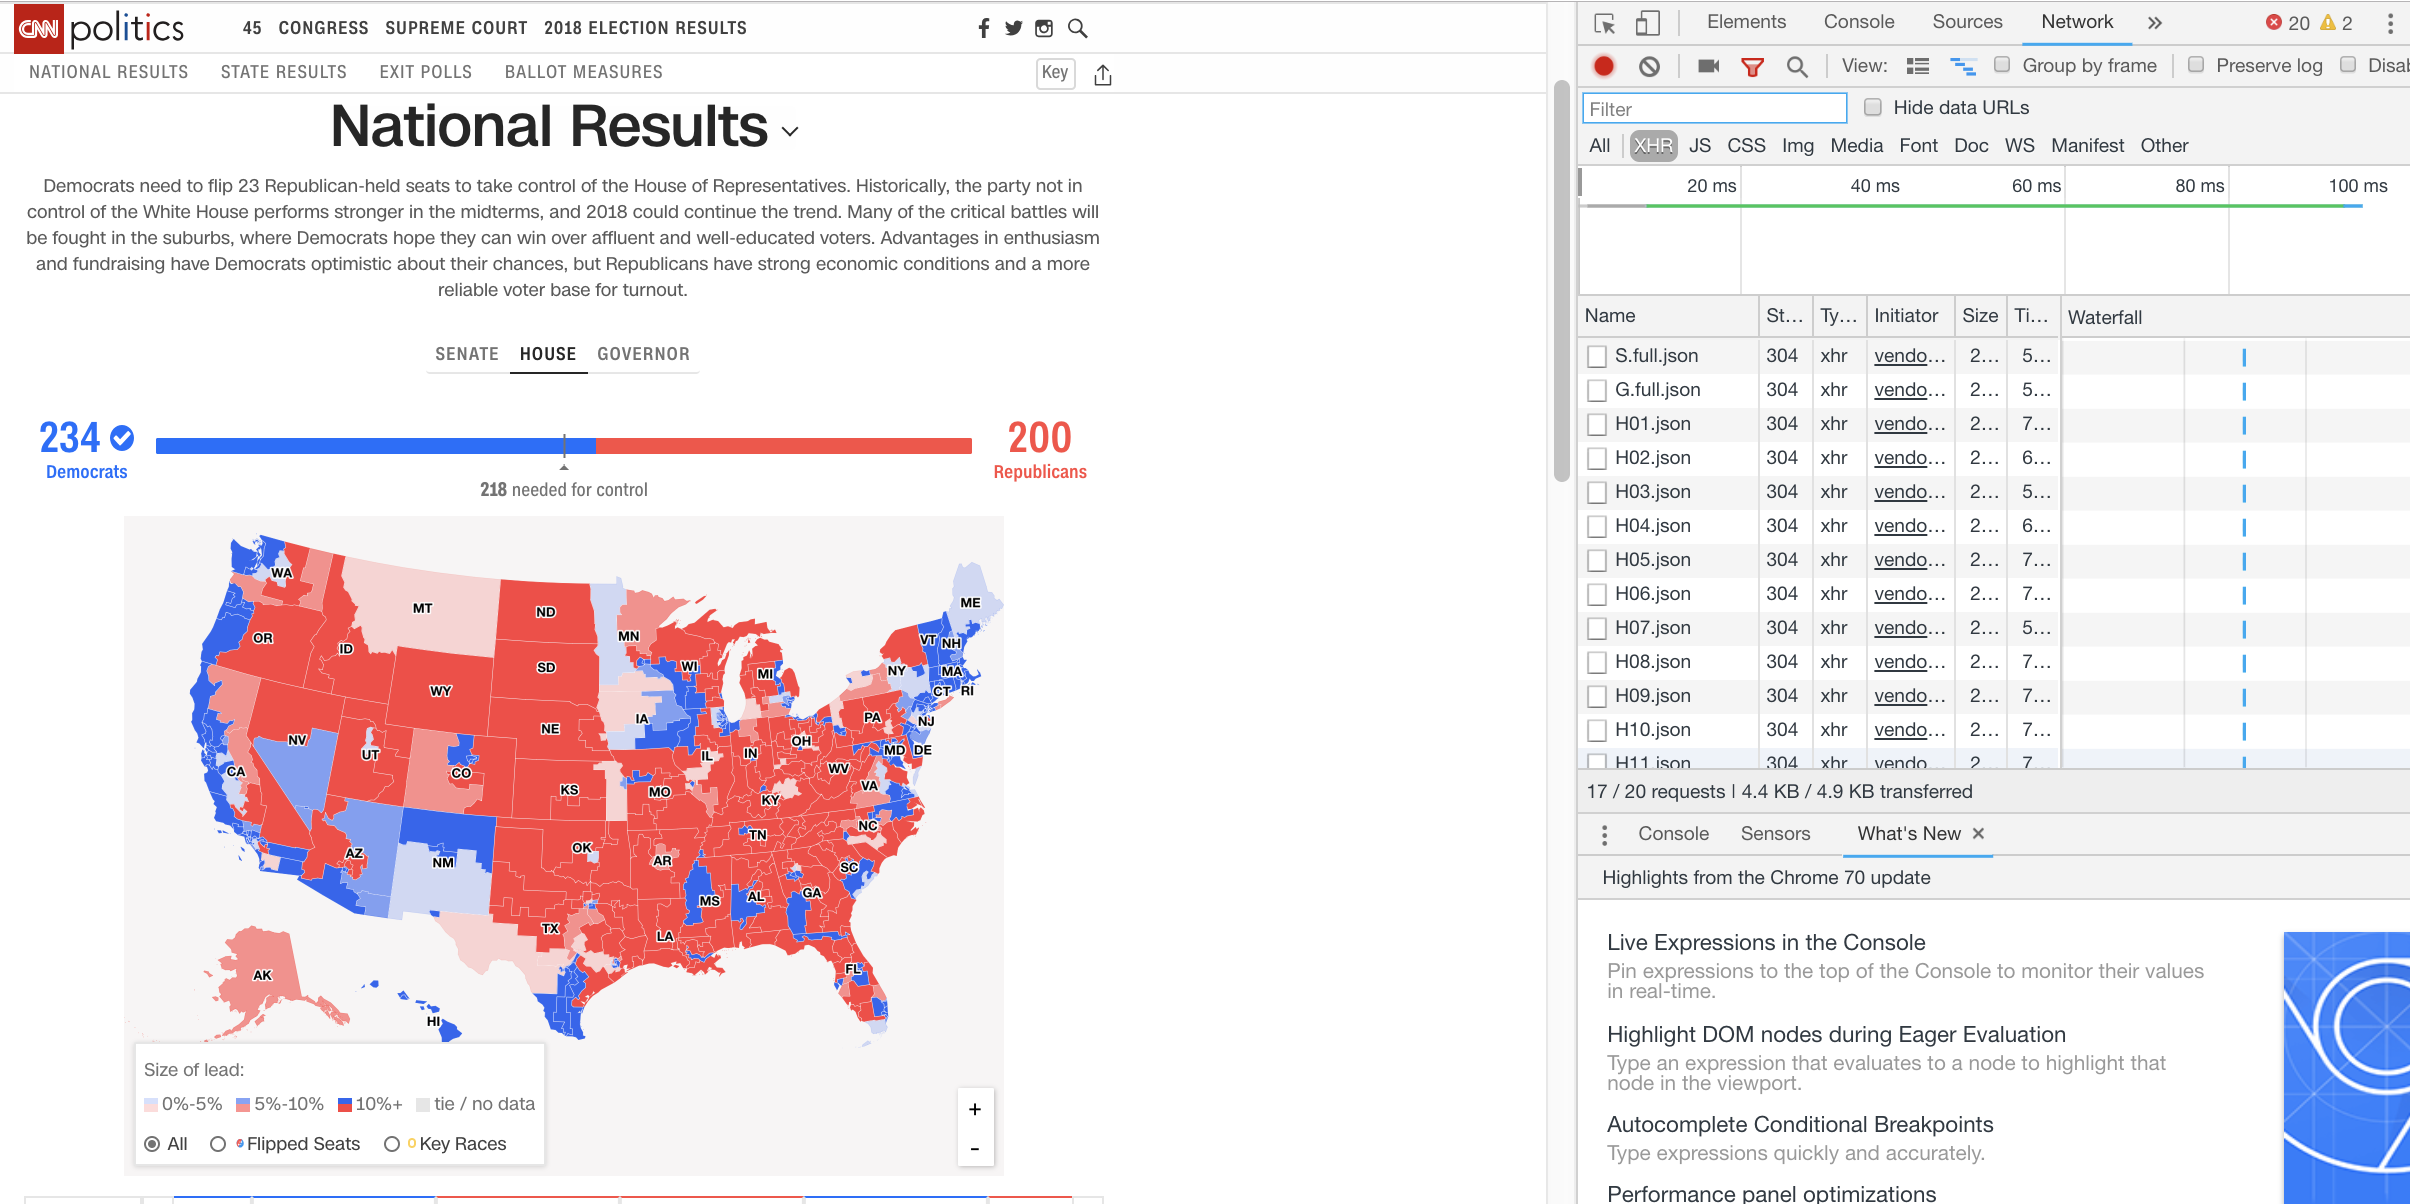 CNN politics 45 CONGRESS SUPREME COURT 2018 ELECTION RESULTS
NATIONAL RESULTS STATE RESULTS EXIT POLLS BALLOT MEASURES Key
National Results
Democrats need to flip 23 Republican-held seats to take control of the House of Representatives. Historically, the party not in
control of the White House performs stronger in the midterms, and 2018 could continue the trend. Many of the critical battles will
be fought in the suburbs, where Democrats hope they can win over affluent and well-educated voters. Advantages in enthusiasm
and fundraising have Democrats optimistic about their chances, but Republicans have strong economic conditions and a more
reliable voter base for turnout.
SENATE HOUSE GOVERNOR
234 200
Democrats Republicans
218 needed for control
WA
MT
ND
ME
OR
ID
MN
VT NH
SD
WI
MI
NY
MA
WY
CT RI
IA
PA
NJ
NE
NV
UT
OH
MD DE
IL
IN
CA
CO
WV
KS
MO
KY
VA
NC
TN
AZ
NM
OK
AR
SC
MS
AL
GA
TX
LA
FL
AK
HI
Size of lead:
0%-5% 5%-10% 10%+ tie / no data
All Flipped Seats Key Races
+
-
Elements Console Sources Network » 20 2
View: Group by frame Preserve log Disab
Filter Hide data URLs
All XHR JS CSS Img Media Font Doc WS Manifest Other
20 ms 40 ms 60 ms 80 ms 100 ms
Name St... Ty... Initiator Size Ti... Waterfall
S.full.json 304 xhr vendo... 2... 5...
G.full.json 304 xhr vendo... 2... 5...
H01.json 304 xhr vendo... 2... 7...
H02.json 304 xhr vendo... 2... 6...
H03.json 304 xhr vendo... 2... 5...
H04.json 304 xhr vendo... 2... 6...
H05.json 304 xhr vendo... 2... 7...
H06.json 304 xhr vendo... 2... 7...
H07.json 304 xhr vendo... 2... 5...
H08.json 304 xhr vendo... 2... 7...
H09.json 304 xhr vendo... 2... 7...
H10.json 304 xhr vendo... 2... 7...
H11.json 304 xhr vendo... 2... 7...
17 / 20 requests | 4.4 KB / 4.9 KB transferred
Console Sensors What's New ×
Highlights from the Chrome 70 update
Live Expressions in the Console
Pin expressions to the top of the Console to monitor their values
in real-time.
Highlight DOM nodes during Eager Evaluation
Type an expression that evaluates to a node to highlight that
node in the viewport.
Autocomplete Conditional Breakpoints
Type expressions quickly and accurately.
Performance panel optimizations